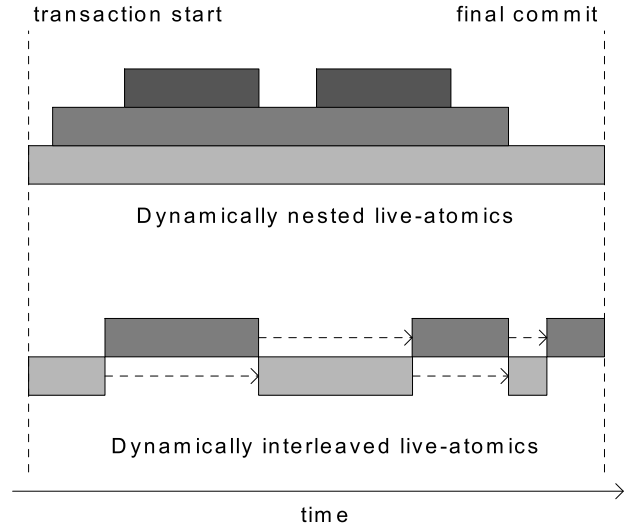 transaction start
final commit
Dynamically nested live-atomics
Dynamically interleaved live-atomics
time